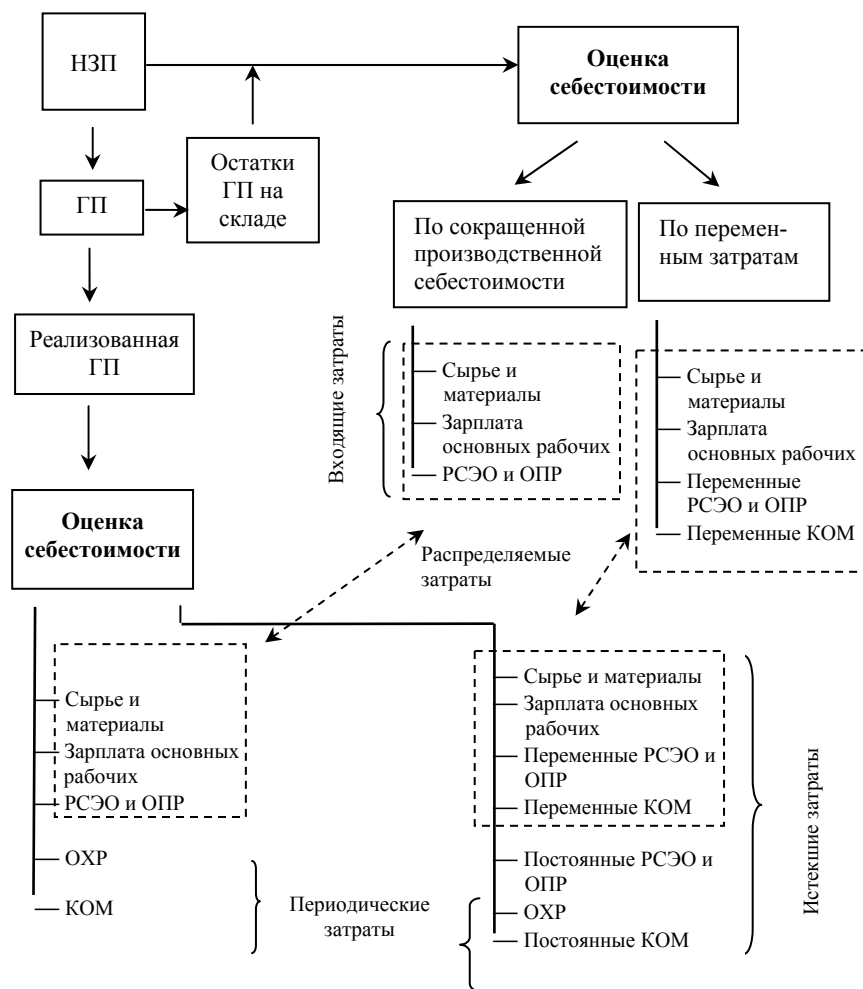 НЗП
Оценка
себестоимости
Остатки
ГП на
складе
ГП
По сокращенной
производственной
себестоимости
По перемен-
ным затратам
Реализованная
ГП
Входящие затраты
Сырье и
материалы
Зарплата
основных рабочих
РСЭО и ОПР
Сырье и
материалы
Зарплата
основных рабочих
Переменные
РСЭО и ОПР
Переменные КОМ
Оценка
себестоимости
Распределяемые
затраты
Сырье и
материалы
Зарплата основных
рабочих
РСЭО и ОПР
ОХР
КОМ
Периодические
затраты
Сырье и материалы
Зарплата основных
рабочих
Переменные РСЭО и
ОПР
Переменные КОМ
Постоянные РСЭО и
ОПР
ОХР
Постоянные КОМ
Истекшие затраты